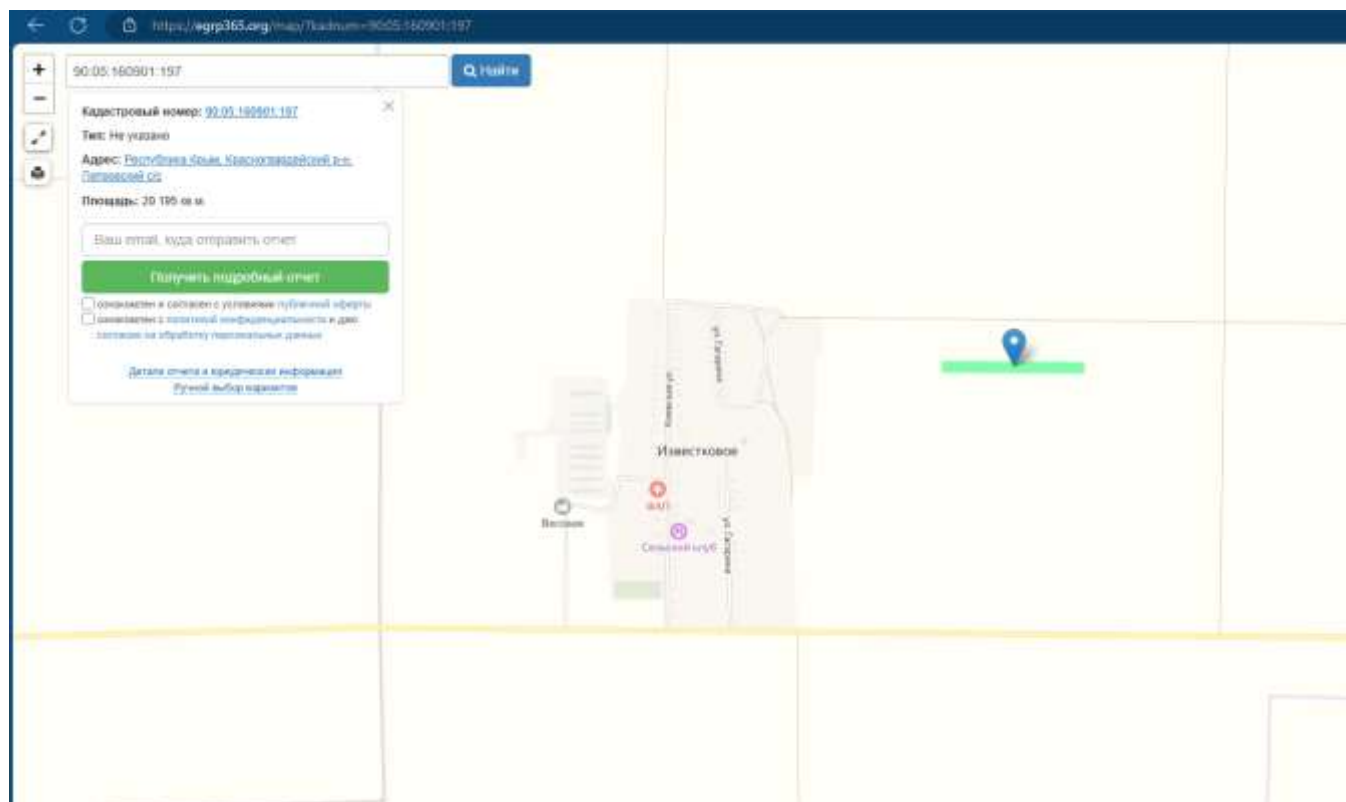 https://egrp365.org/map/?kadnum=90:05:160901:197
+
90:05:160901:197
Найти
−
Кадастровый номер: 90:05:160901:197
Тип: Не указано
Адрес: Республика Крым, Красногвардейский р-н,
Петровский с/с
Площадь: 20 195 кв.м.
Ваш email, куда отправить отчет
Получить подробный отчет
ознакомлен и согласен с условиями публичной оферты
ознакомлен с политикой конфиденциальности и даю
согласие на обработку персональных данных
Детали отчета и юридическая информация
Ручной выбор вариантов
ул Гагарина
Известковое
ФАП
Весовая
Сельский клуб
ул Гагарина